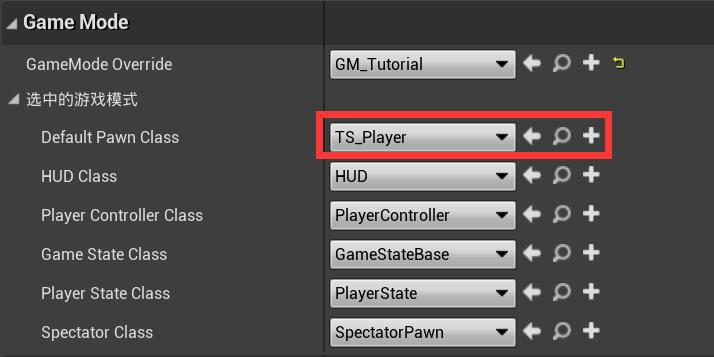 Game Mode
GameMode Override GM_Tutorial
选中的游戏模式
Default Pawn Class TS_Player
HUD Class HUD
Player Controller Class PlayerController
Game State Class GameStateBase
Player State Class PlayerState
Spectator Class SpectatorPawn